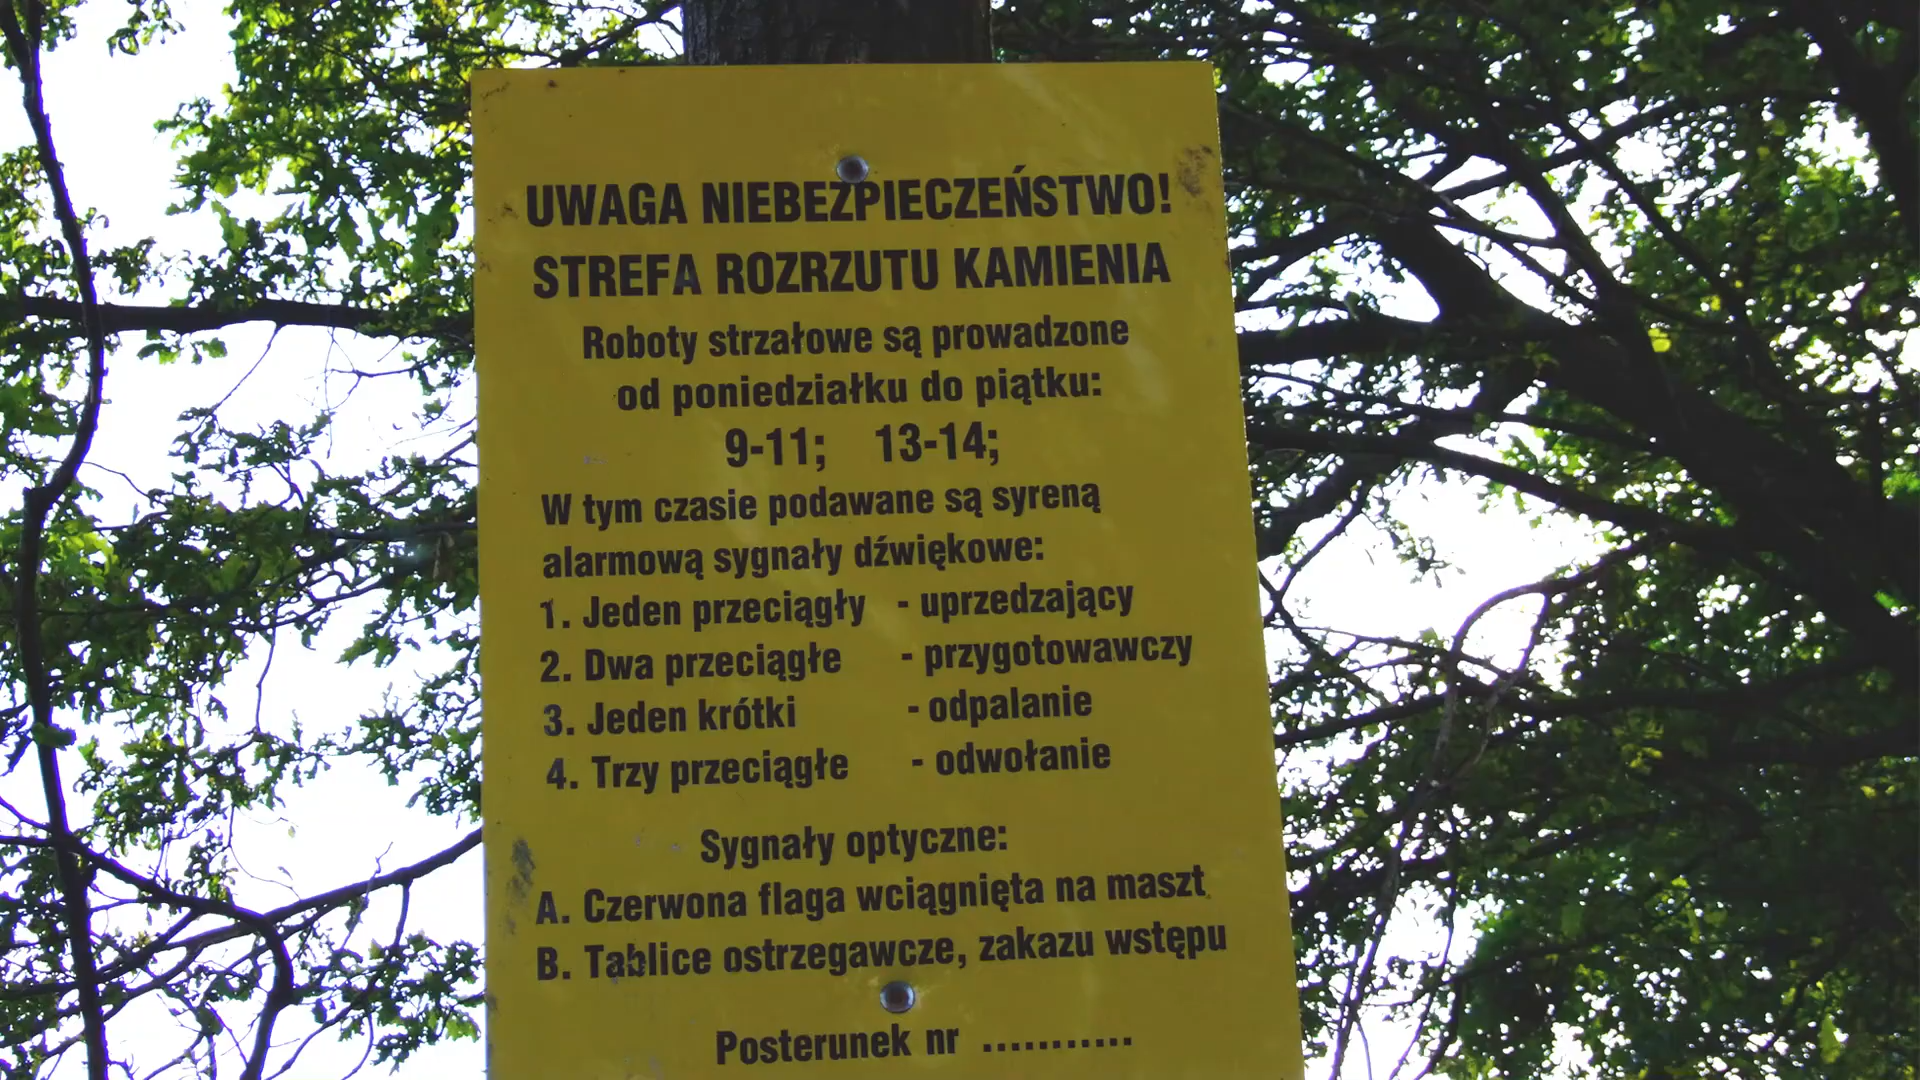 UWAGA NIEBEZPIECZEŃSTWO!
STREFA ROZRZUTU KAMIENIA
Roboty strzałowe są prowadzone
od poniedziałku do piątku:
9-11; 13-14;
W tym czasie podawane są syreną
alarmową sygnały dźwiękowe:
1. Jeden przeciągły - uprzedzający
2. Dwa przeciągłe - przygotowawczy
3. Jeden krótki - odpalanie
4. Trzy przeciągłe - odwołanie
Sygnały optyczne:
A. Czerwona flaga wciągnięta na maszt
B. Tablice ostrzegawcze, zakazu wstępu
Posterunek nr ...........